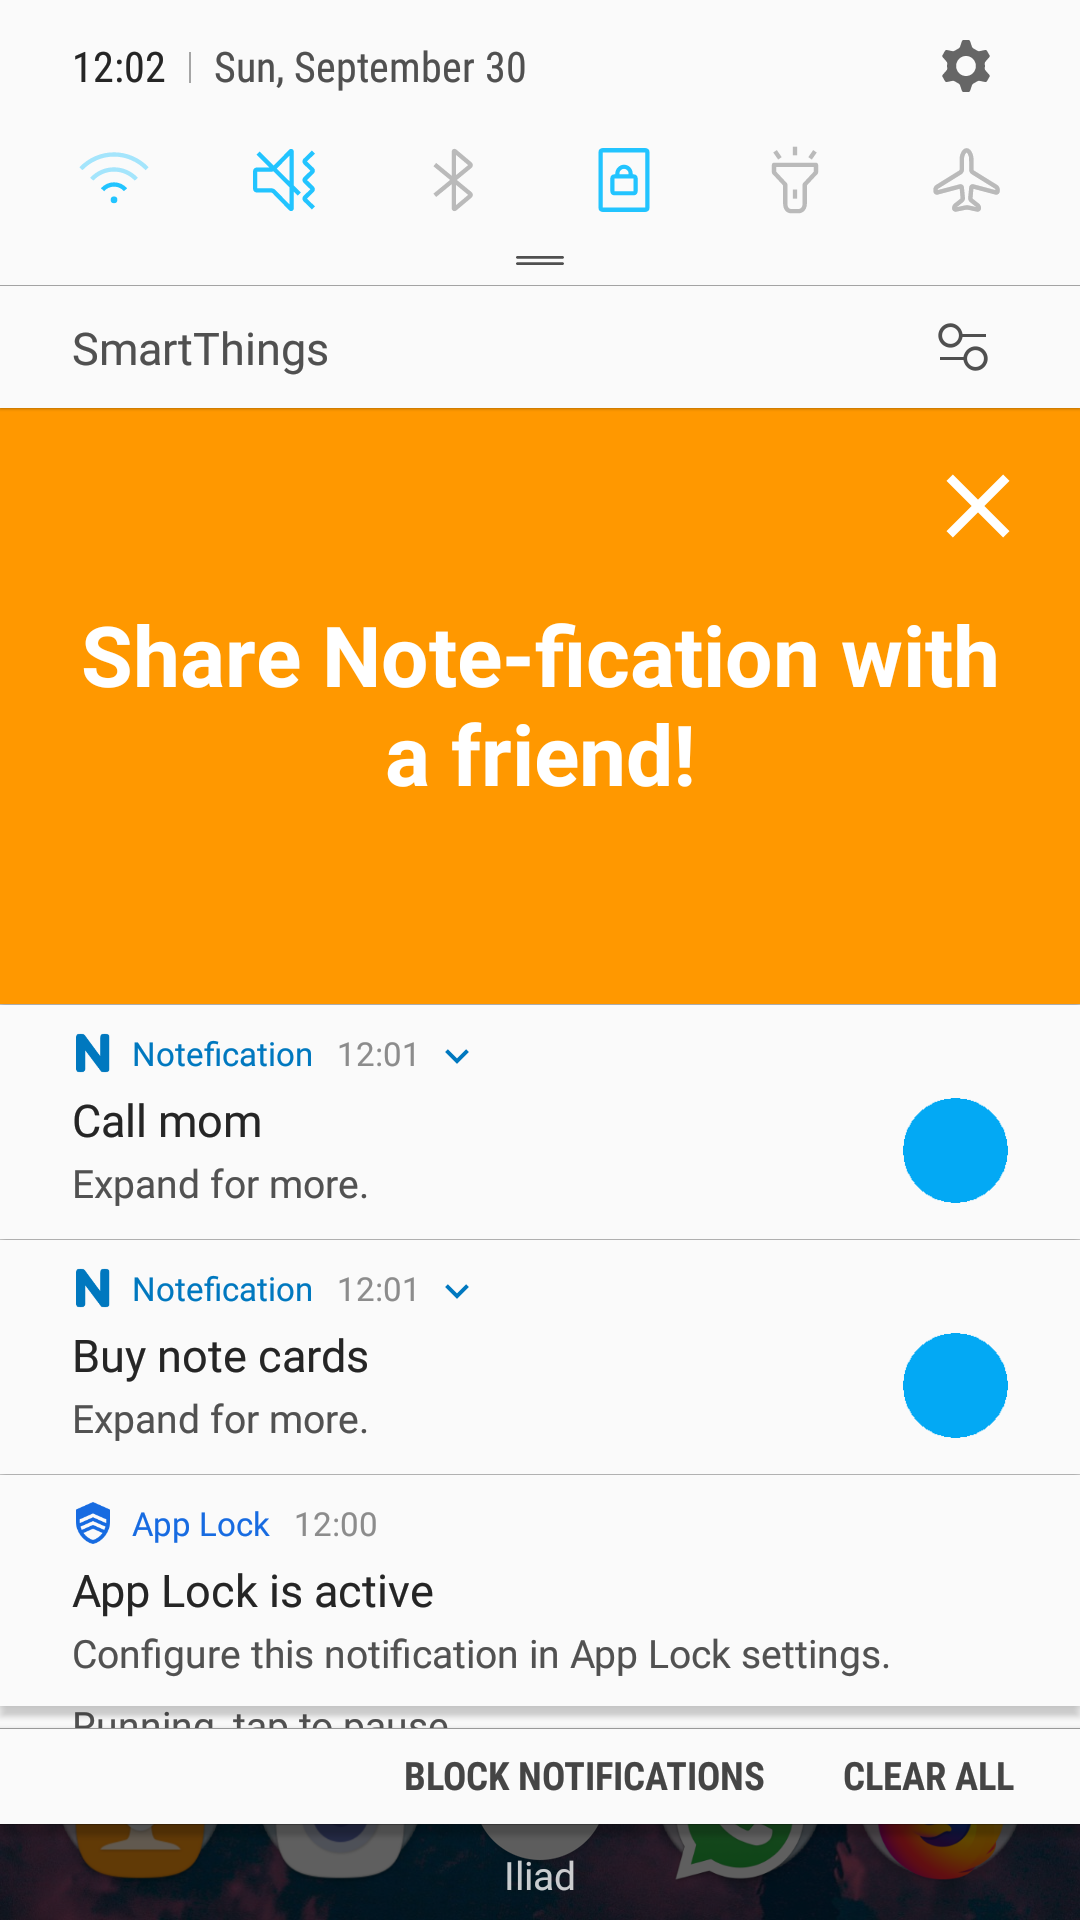 12:02 | Sun, September 30
SmartThings
Share Note-fication with
a friend!
N Notefication 12:01
Call mom
Expand for more.
N Notefication 12:01
Buy note cards
Expand for more.
App Lock 12:00
App Lock is active
Configure this notification in App Lock settings.
Running, tap to pause
BLOCK NOTIFICATIONS CLEAR ALL
Iliad